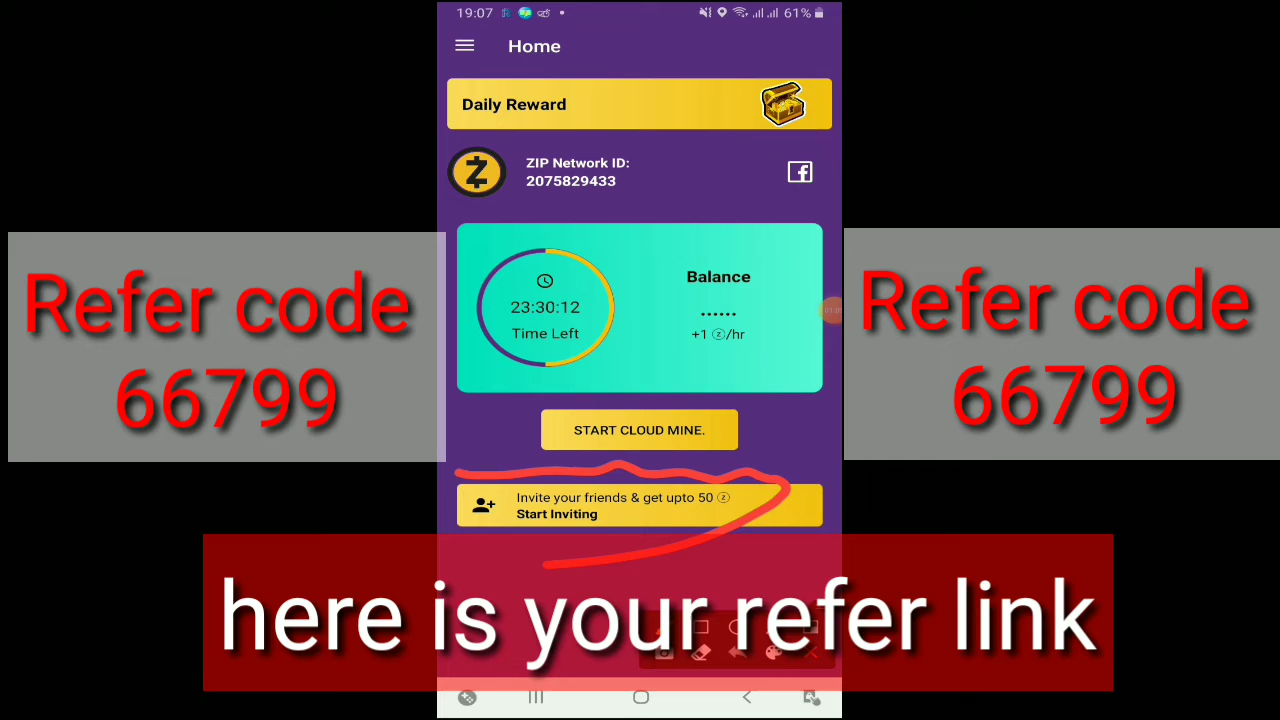 19:07
61%
Home
Daily Reward
ZIP Network ID:
2075829433
Refer code
66799
23:30:12
Time Left
Balance
......
+1 ⓩ/hr
Refer code
66799
START CLOUD MINE.
Invite your friends & get upto 50 ⓩ
Start Inviting
here is your refer link